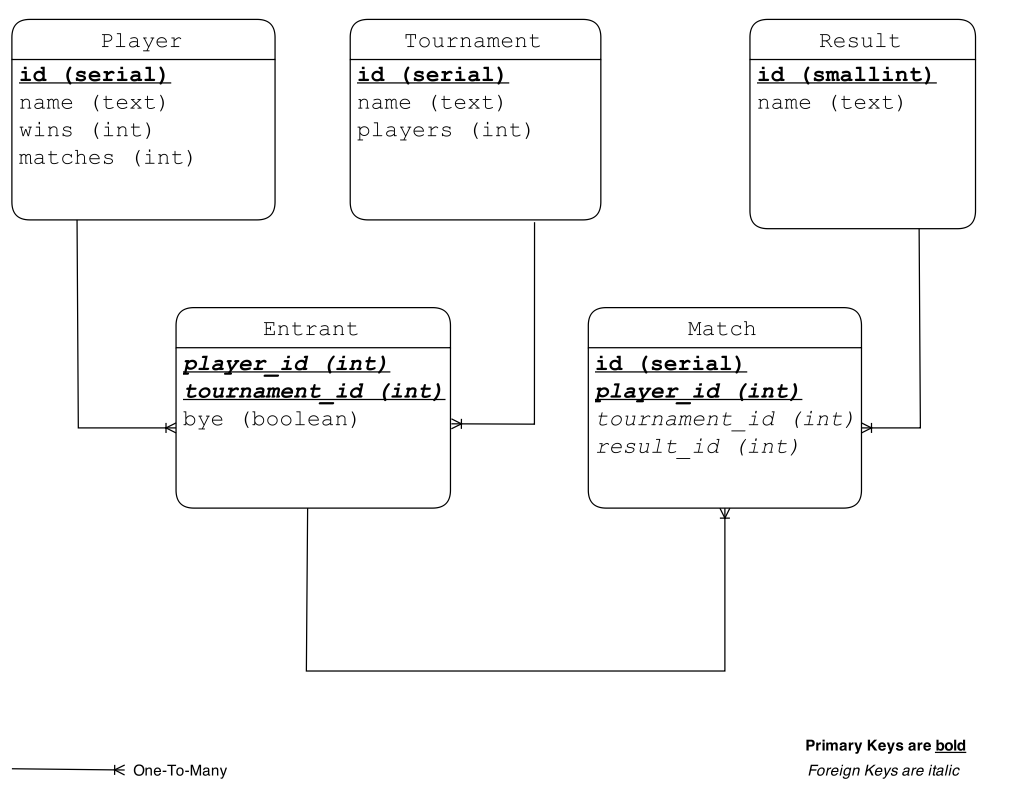 Player
id (serial)
name (text)
wins (int)
matches (int)
Tournament
id (serial)
name (text)
players (int)
Result
id (smallint)
name (text)
Entrant
player_id (int)
tournament_id (int)
bye (boolean)
Match
id (serial)
player_id (int)
tournament_id (int)
result_id (int)
One-To-Many
Primary Keys are bold
Foreign Keys are italic